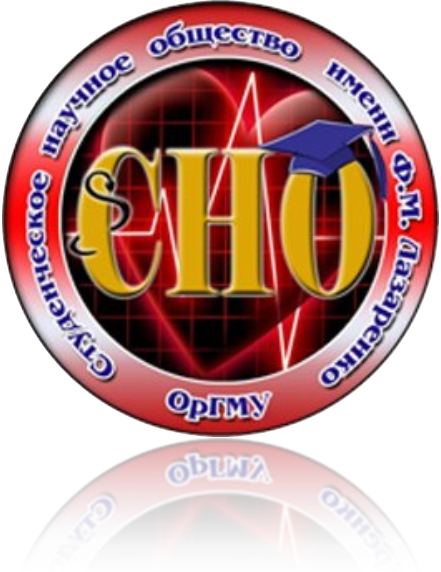 Студенческое научное общество имени Ф.М. Лазаренко
СНО
ОрГМУ